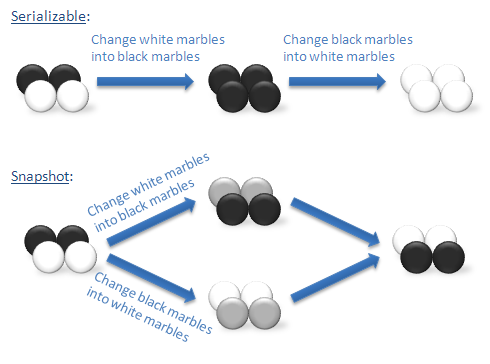 Serializable:
Change white marbles
into black marbles
Change black marbles
into white marbles
Snapshot:
Change white marbles
into black marbles
Change black marbles
into white marbles